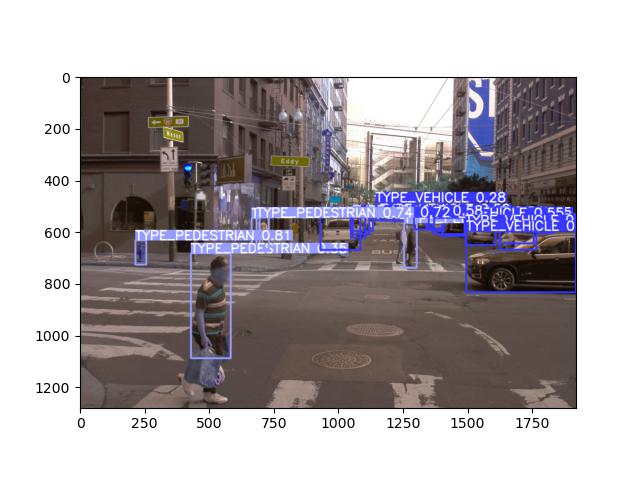 0
200
400
600
800
1000
1200
0
250
500
750
1000
1250
1500
1750
Mason
Eddy
TYPE_VEHICLE 0.28
TYPE_PEDESTRIAN 0.74
0.72
0.58
TYPE_VEHICLE 0
TYPE_PEDESTRIAN 0.81
TYPE_PEDESTRIAN 0.35